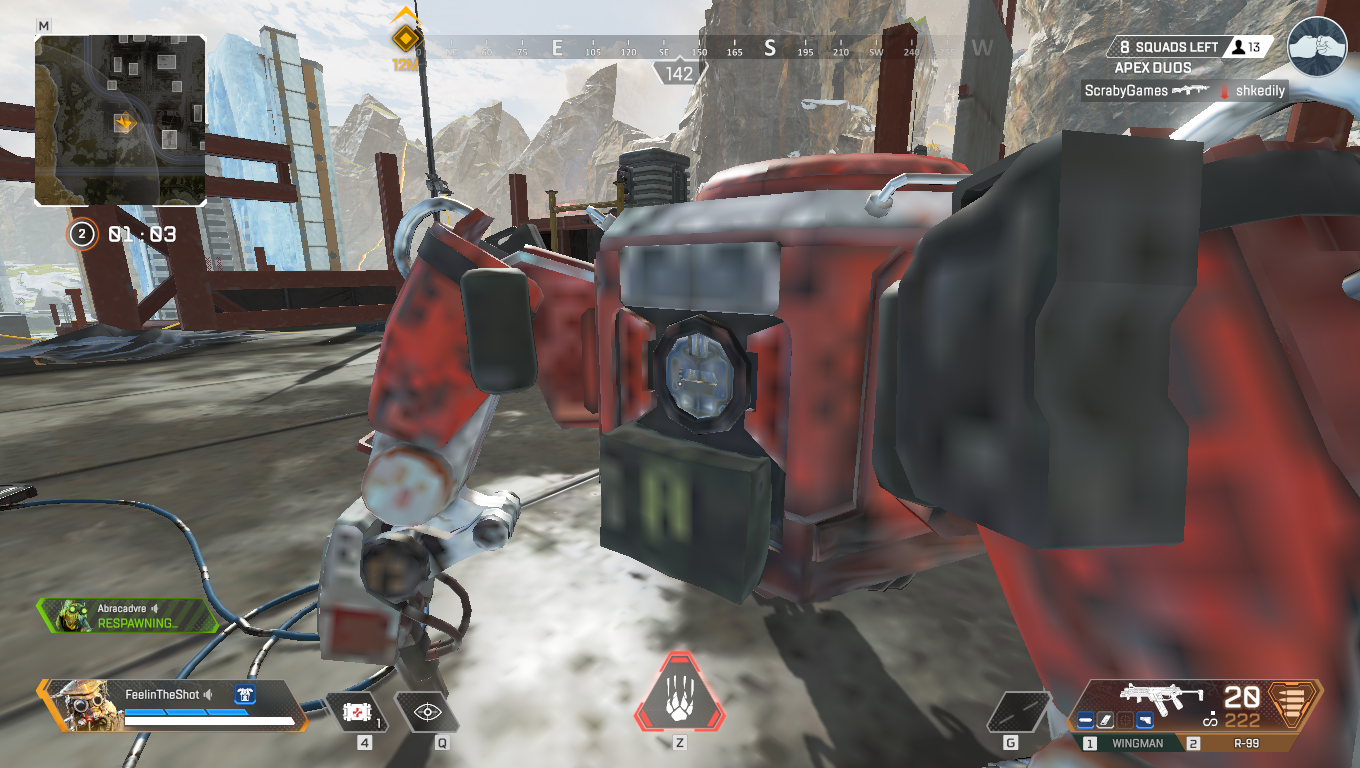 M
12M
E
105
120
SE
150
165
S
195
210
SW
240
W
142
8 SQUADS LEFT 13
APEX DUOS
ScrabyGames shkedily
2 01:03
A
Abracadvre
RESPAWNING...
FeelinTheShot
1
4
Q
Z
G
20
222
1 WINGMAN 2 R-99